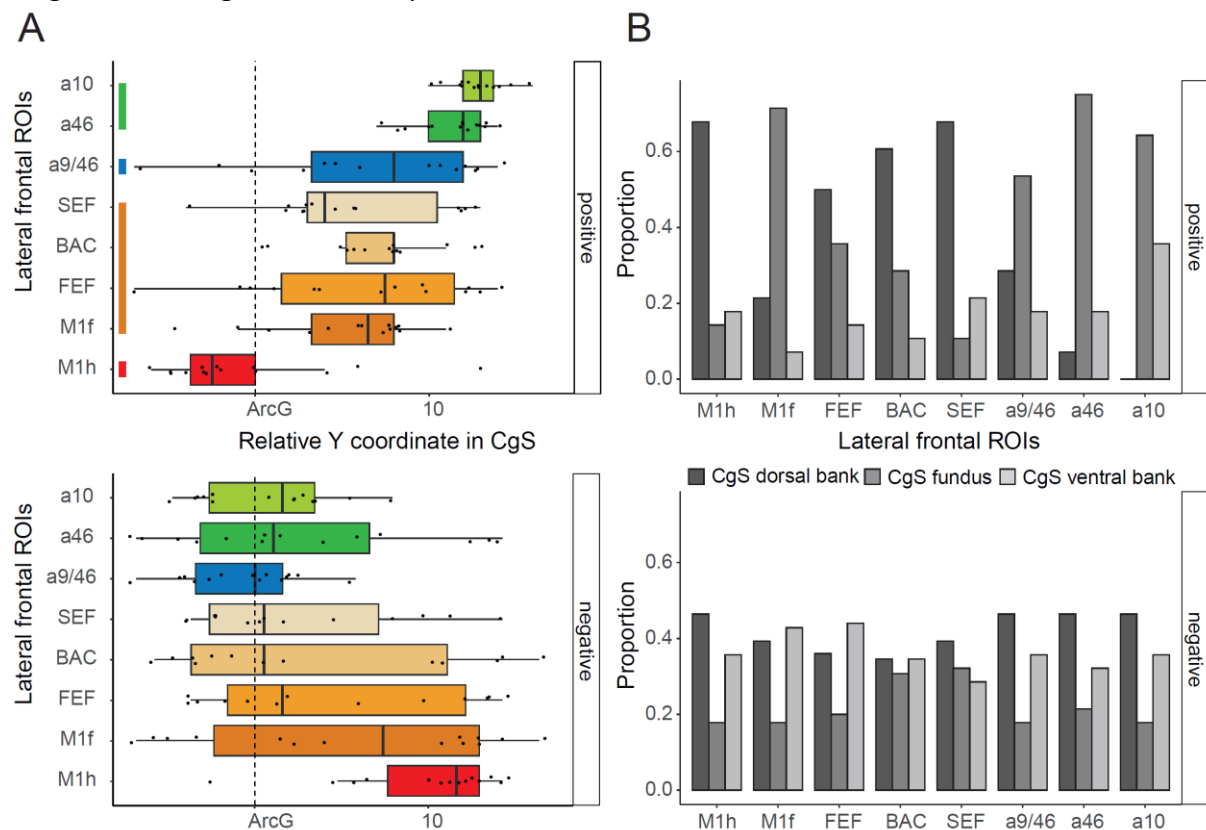 A
Lateral frontal ROIs
a10
a46
a9/46
SEF
BAC
FEF
M1f
M1h
positive
ArcG 10
Relative Y coordinate in CgS
Lateral frontal ROIs
a10
a46
a9/46
SEF
BAC
FEF
M1f
M1h
negative
ArcG 10
B
Proportion
0.6
0.4
0.2
0.0
positive
M1h M1f FEF BAC SEF a9/46 a46 a10
Lateral frontal ROIs
CgS dorsal bank CgS fundus CgS ventral bank
Proportion
0.6
0.4
0.2
0.0
negative
M1h M1f FEF BAC SEF a9/46 a46 a10